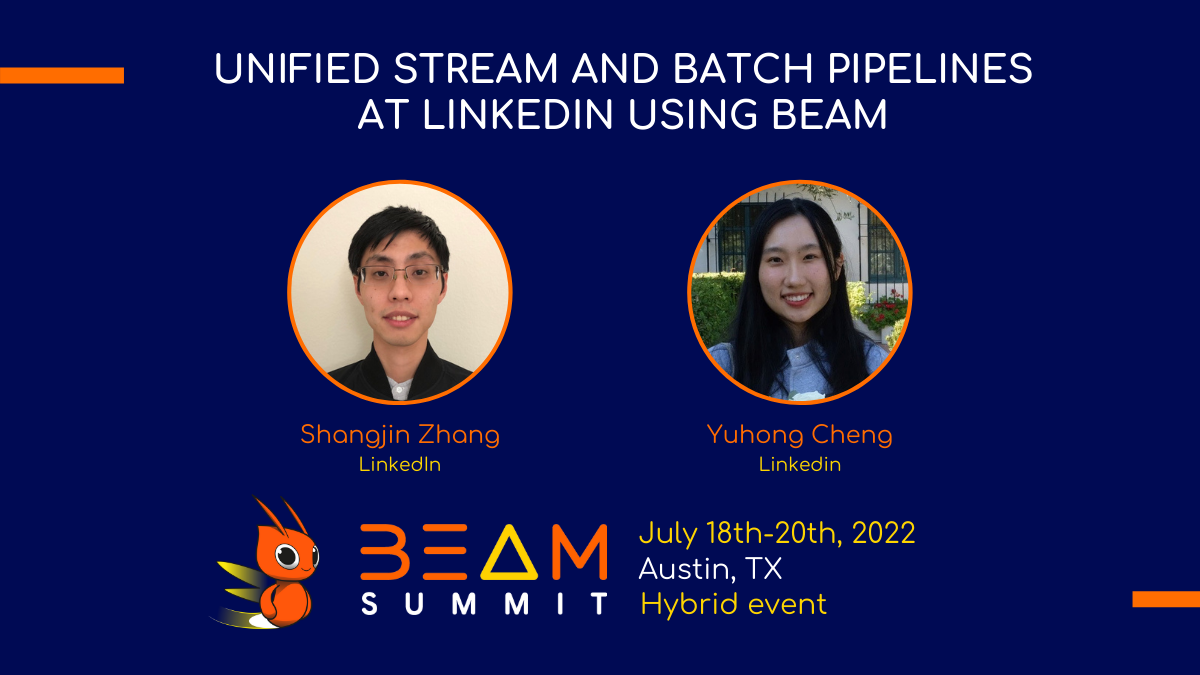 UNIFIED STREAM AND BATCH PIPELINES
AT LINKEDIN USING BEAM
Shangjin Zhang
LinkedIn
Yuhong Cheng
Linkedin
BEAM
SUMMIT
July 18th-20th, 2022
Austin, TX
Hybrid event